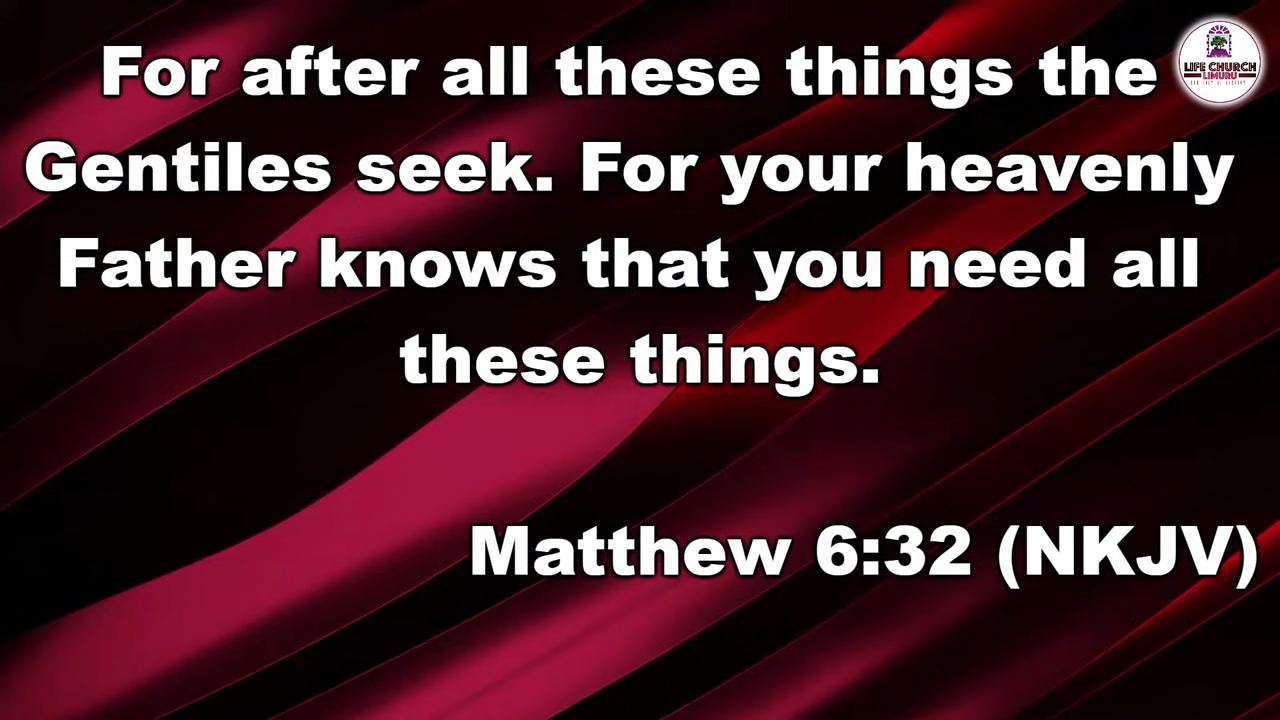 For after all these things the
Gentiles seek. For your heavenly
Father knows that you need all
these things.
Matthew 6:32 (NKJV)
LIFE CHURCH
LIMURU